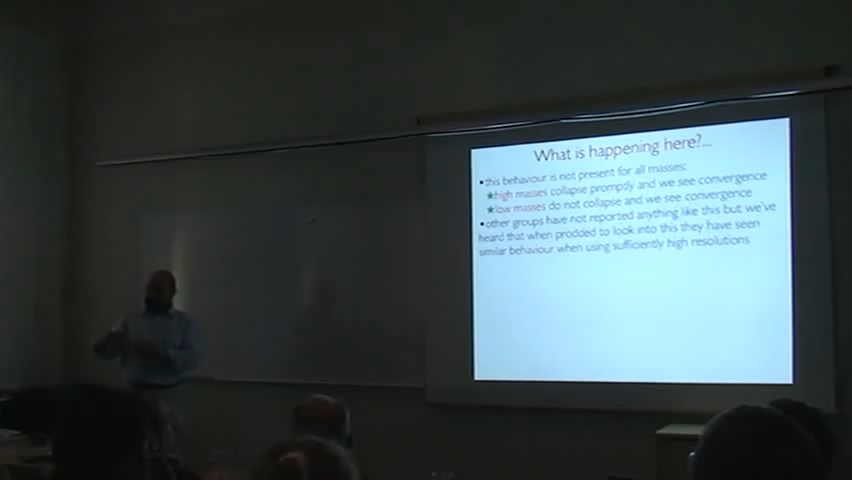 What is happening here?...
•this behaviour is not present for all masses:
★high masses collapse promptly and we see convergence
★low masses do not collapse and we see convergence
•other groups have not reported anything like this but we've
heard that when prodded to look into this they have seen
similar behaviour when using sufficiently high resolutions